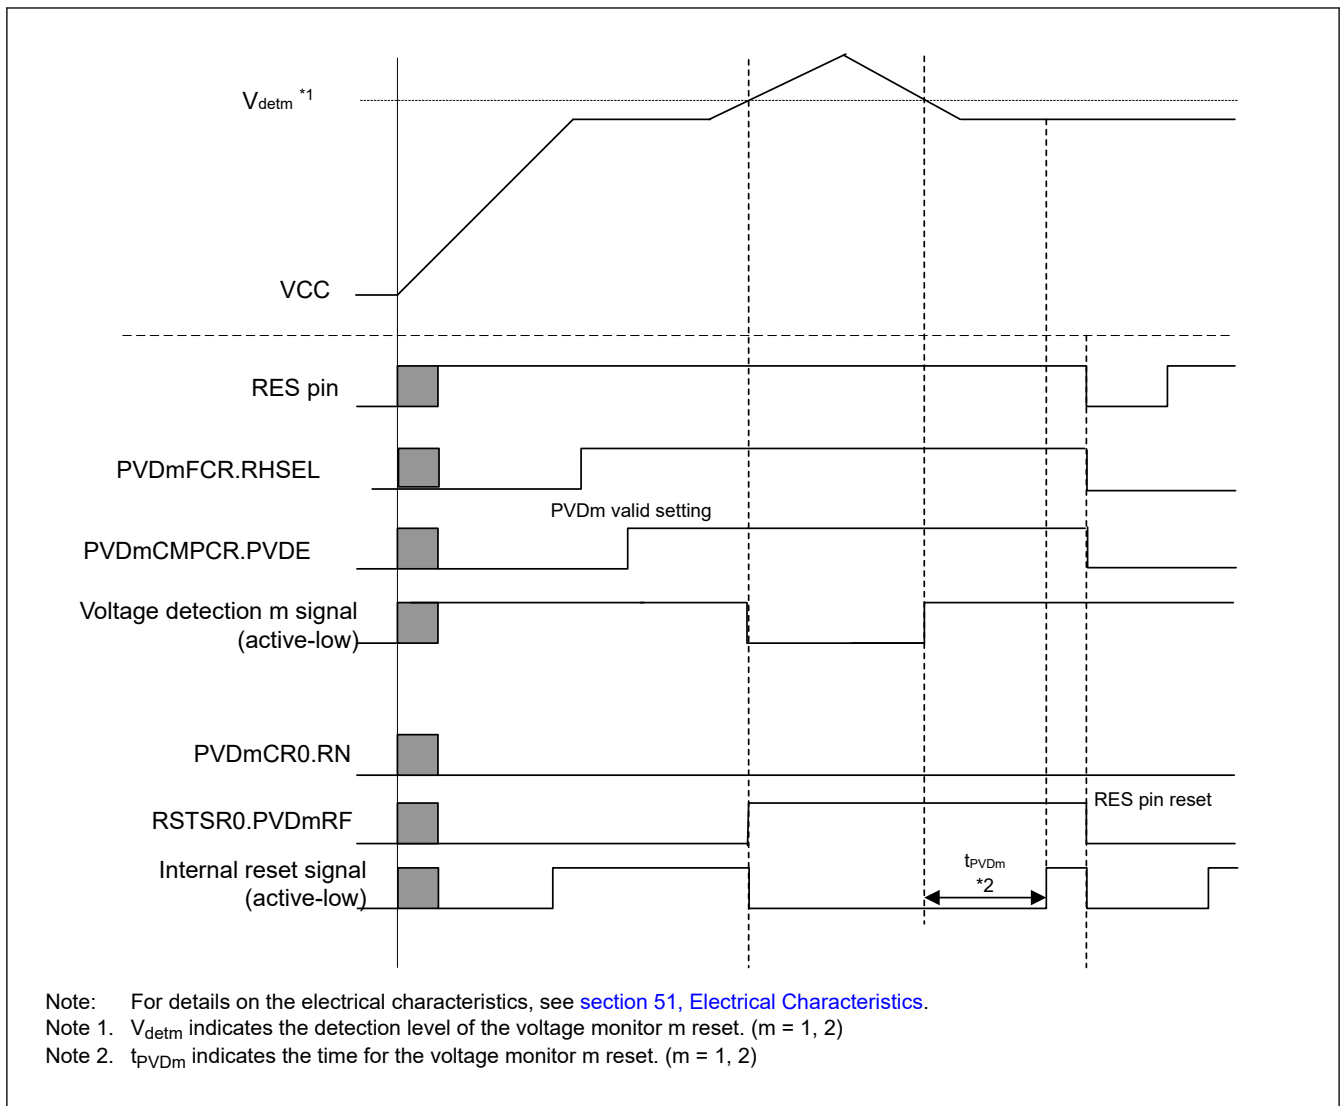 Vdetm *1
VCC
RES pin
PVDmFCR.RHSEL
PVDm valid setting
PVDmCMPCR.PVDE
Voltage detection m signal
(active-low)
PVDmCR0.RN
RES pin reset
RSTSR0.PVDmRF
Internal reset signal
(active-low)
tPVDm
*2
Note: For details on the electrical characteristics, see section 51, Electrical Characteristics.
Note 1. Vdetm indicates the detection level of the voltage monitor m reset. (m = 1, 2)
Note 2. tPVDm indicates the time for the voltage monitor m reset. (m = 1, 2)